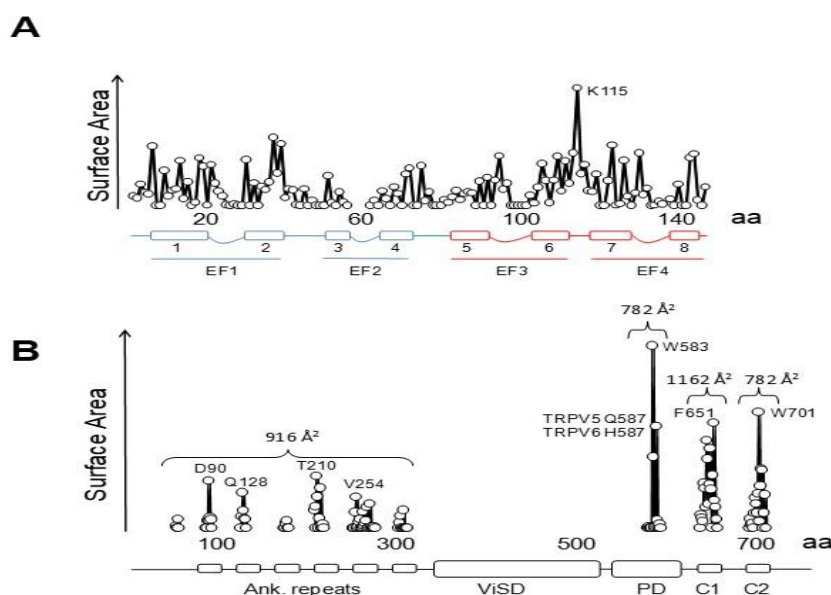 A
Surface Area
K115
20 60 100 140 aa
1 2 3 4 5 6 7 8
EF1 EF2 EF3 EF4
B
Surface Area
782 Å²
W583
1162 Å² 782 Å²
TRPV5 Q587 F651 W701
TRPV6 H587
916 Å²
D90 T210
Q128 V254
100 300 500 700 aa
Ank. repeats ViSD PD C1 C2